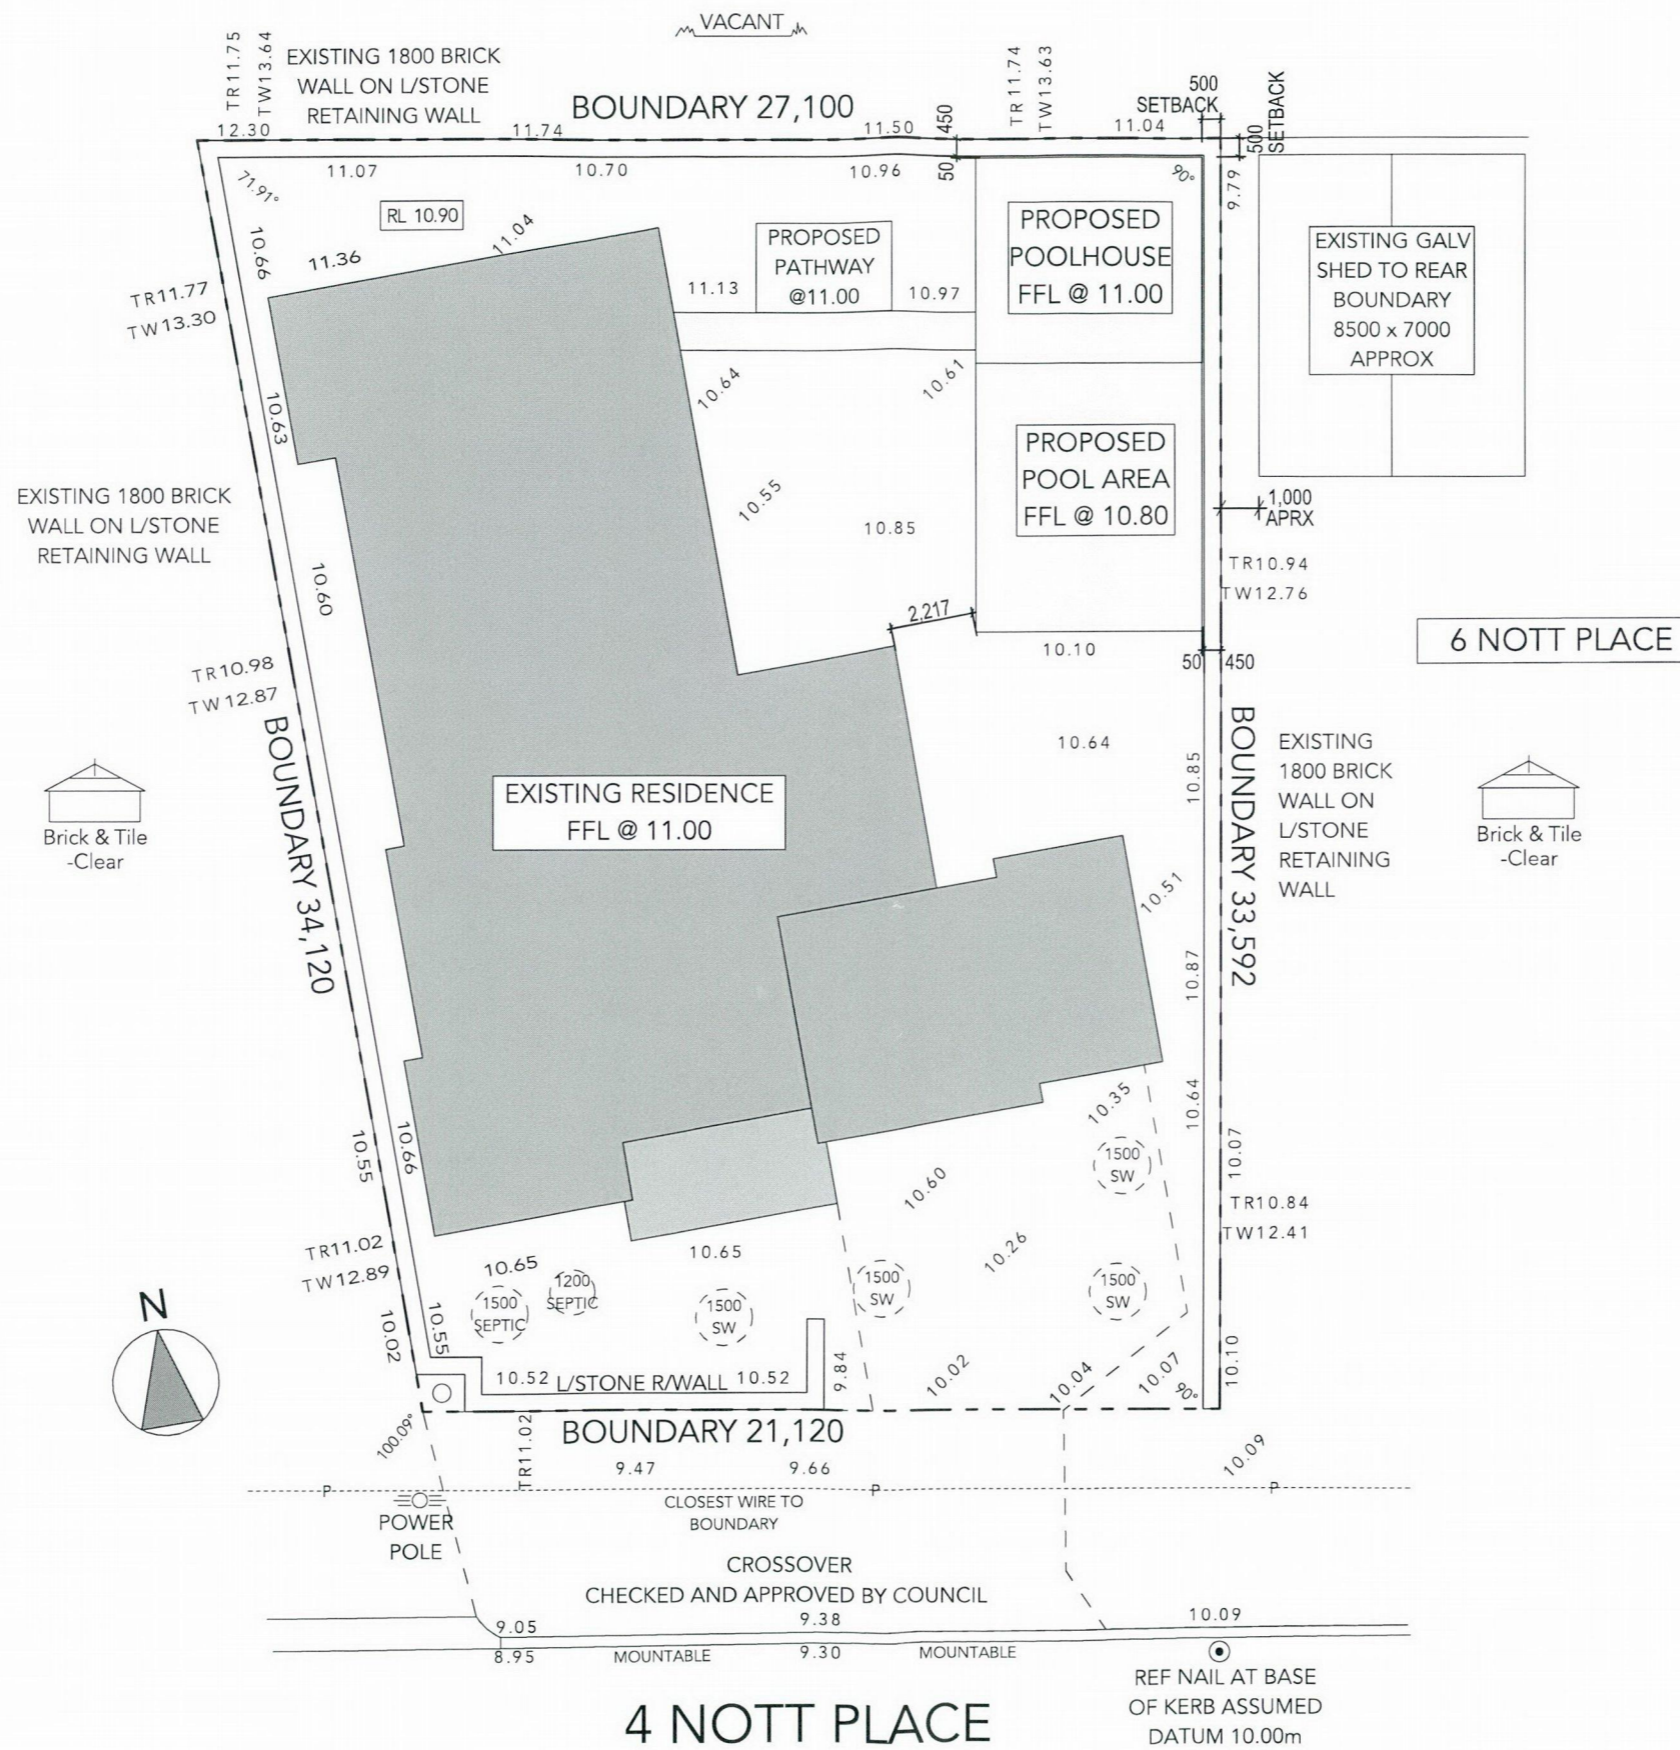 VACANT
TR11.75
TW13.64
EXISTING 1800 BRICK
WALL ON L/STONE
RETAINING WALL
BOUNDARY 27,100
TR11.74
TW13.63
500
SETBACK
500
SETBACK
12.30
11.74
11.50
450
11.04
50
11.07
10.70
10.96
71.91°
90°
9.79
RL 10.90
10.66
11.36
11.04
PROPOSED
PATHWAY
@11.00
11.13
10.97
PROPOSED
POOLHOUSE
FFL @ 11.00
EXISTING GALV
SHED TO REAR
BOUNDARY
8500 x 7000
APPROX
TR11.77
TW13.30
10.63
10.64
10.61
10.55
10.85
PROPOSED
POOL AREA
FFL @ 10.80
1,000
APRX
EXISTING 1800 BRICK
WALL ON L/STONE
RETAINING WALL
10.60
TR10.94
TW12.76
2,217
10.10
50
450
6 NOTT PLACE
TR10.98
TW12.87
BOUNDARY 34,120
10.64
10.85
BOUNDARY 33,592
EXISTING
1800 BRICK
WALL ON
L/STONE
RETAINING
WALL
Brick & Tile
-Clear
EXISTING RESIDENCE
FFL @ 11.00
Brick & Tile
-Clear
10.51
10.87
10.35
10.64
10.07
10.55
10.66
1500
SW
10.60
TR10.84
TW12.41
TR11.02
TW12.89
10.65
10.65
10.26
1500
SEPTIC
1200
SEPTIC
1500
SW
1500
SW
1500
SW
N
10.02
10.55
10.52
L/STONE R/WALL
10.52
9.84
10.02
10.04
10.07
90°
10.10
100.09°
TR11.02
BOUNDARY 21,120
9.47
9.66
10.09
P
P
P
CLOSEST WIRE TO
BOUNDARY
POWER
POLE
CROSSOVER
CHECKED AND APPROVED BY COUNCIL
9.05
9.38
10.09
8.95
MOUNTABLE
9.30
MOUNTABLE
REF NAIL AT BASE
OF KERB ASSUMED
DATUM 10.00m
4 NOTT PLACE